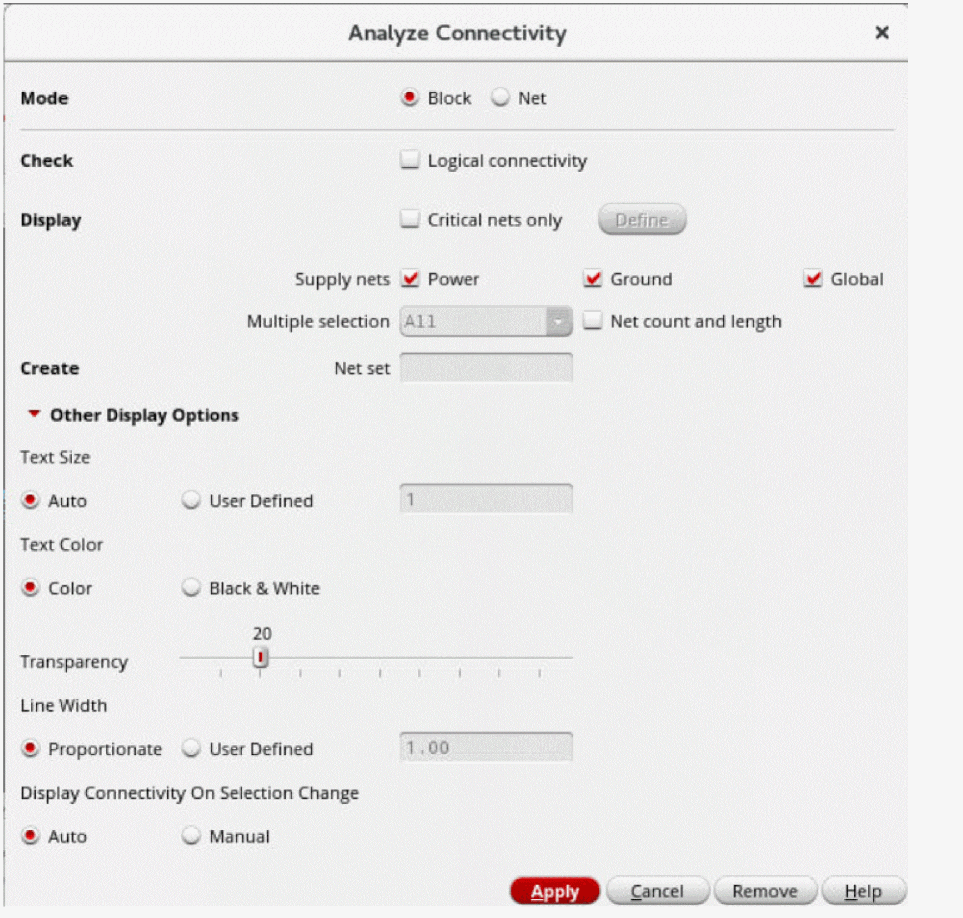 Analyze Connectivity
Mode Block Net
Check Logical connectivity
Display Critical nets only Define
Supply nets Power Ground Global
Multiple selection All Net count and length
Create Net set
Other Display Options
Text Size
Auto User Defined 1
Text Color
Color Black & White
20
Transparency
Line Width
Proportionate User Defined 1.00
Display Connectivity On Selection Change
Auto Manual
Apply Cancel Remove Help